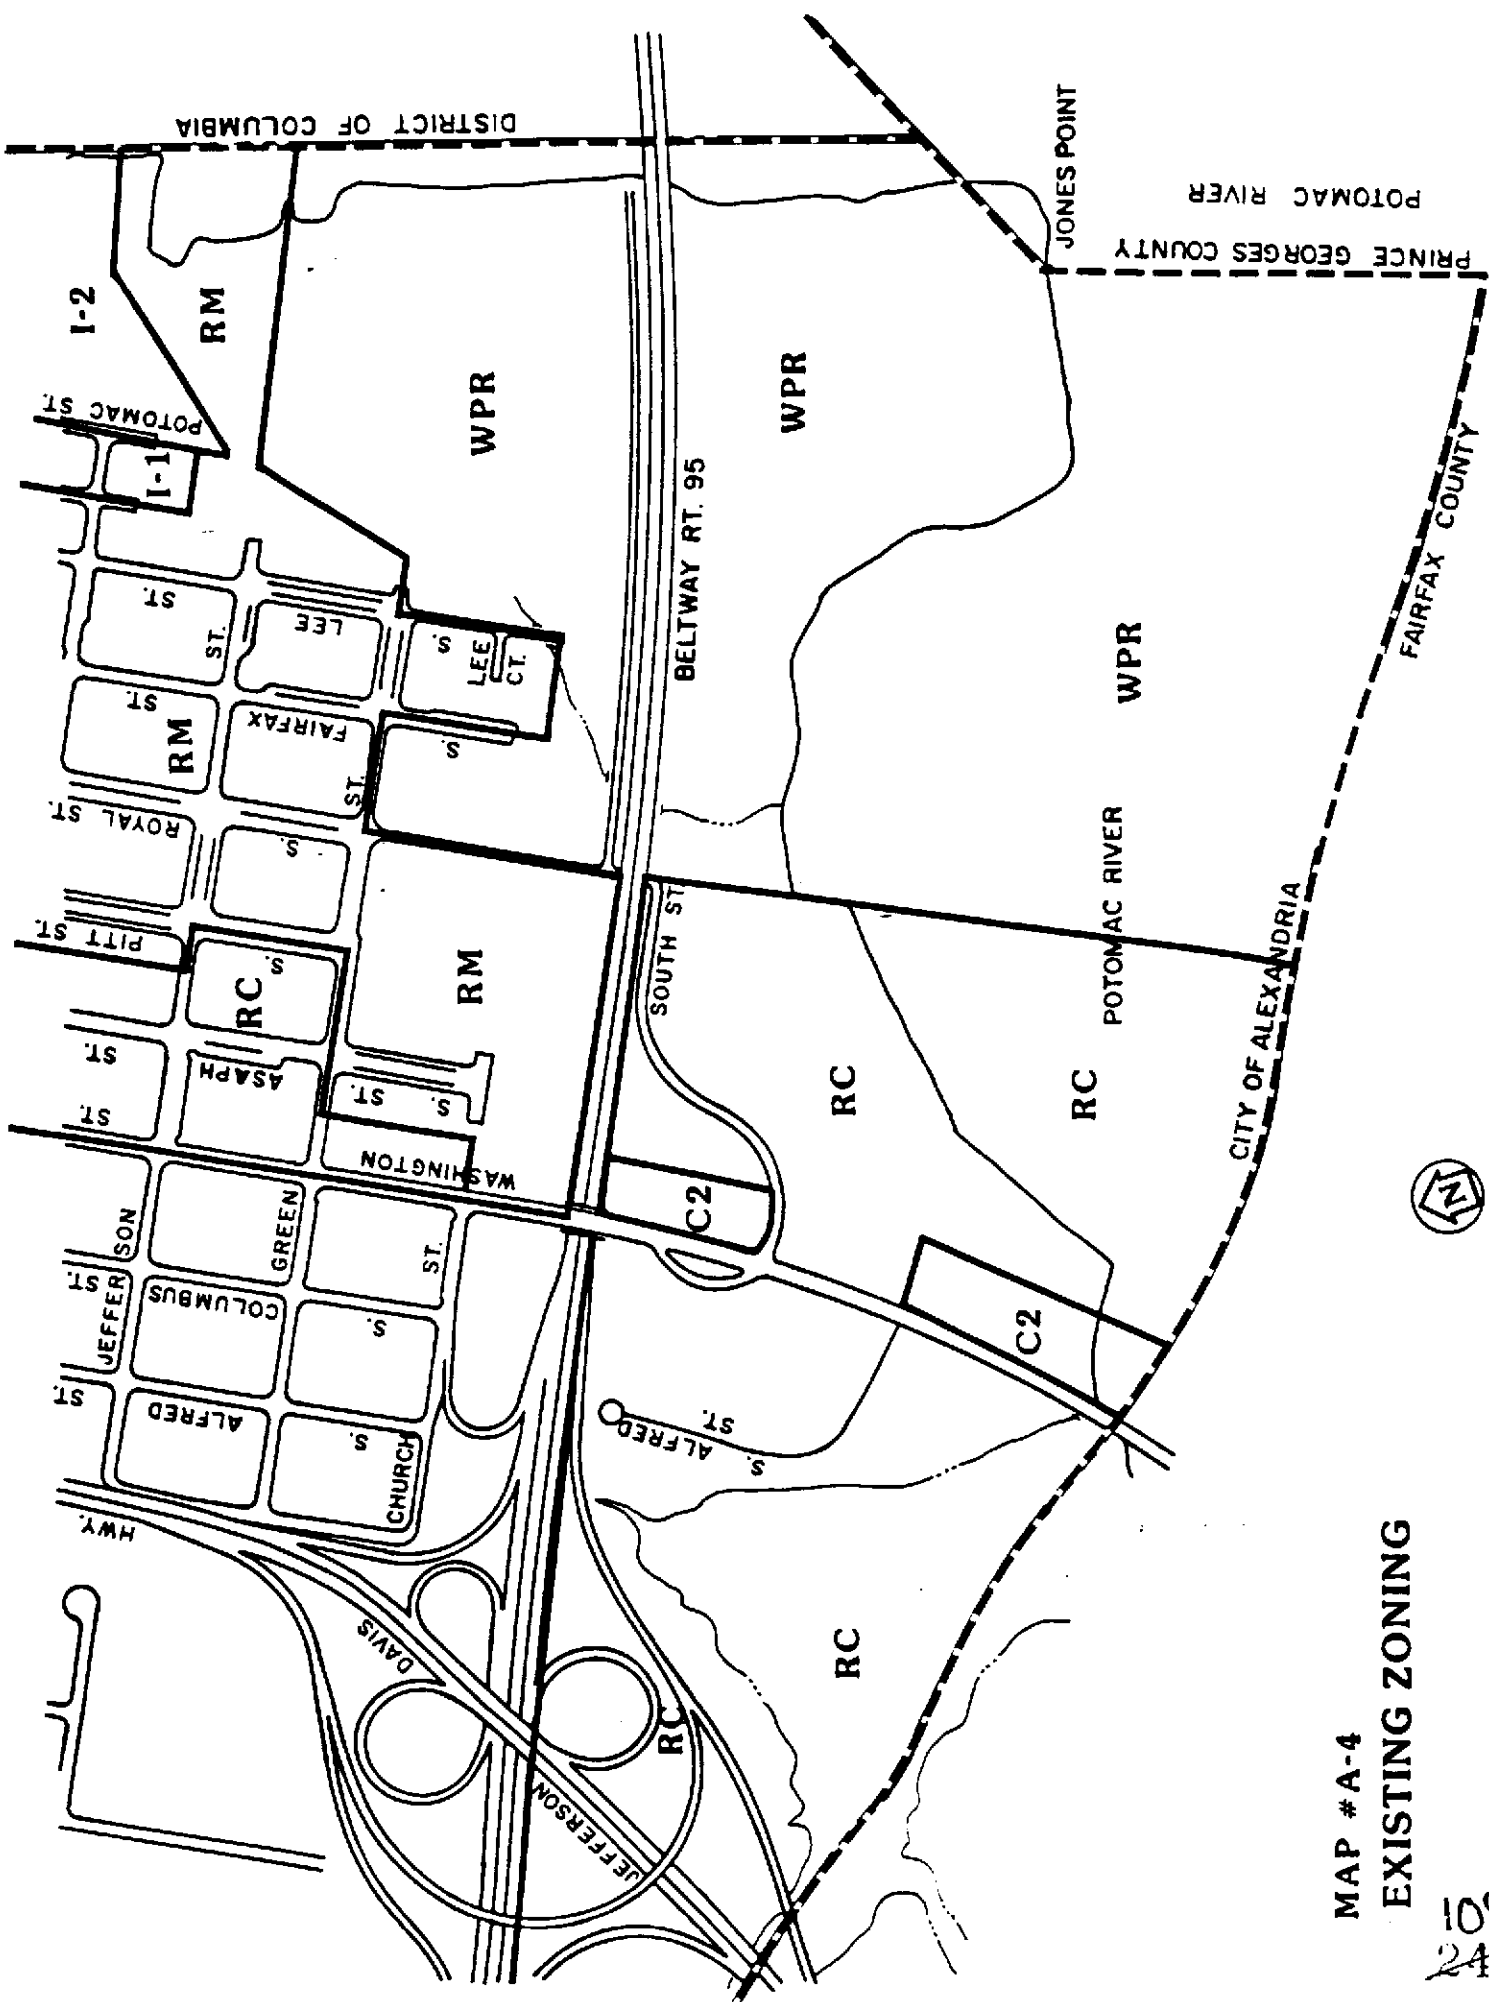 DISTRICT OF COLUMBIA
JONES POINT
POTOMAC RIVER
PRINCE GEORGES COUNTY
I-2
RM
POTOMAC ST.
I-1
WPR
WPR
BELTWAY RT. 95
ST.
LEE
S.
ST.
LEE
CT.
ST.
FAIRFAX
S.
RM
ST.
WPR
FAIRFAX COUNTY
ROYAL ST.
S.
PITT ST.
S.
RC
RM
SOUTH ST.
POTOMAC RIVER
CITY OF ALEXANDRIA
ST.
ASAPH
ST.
S.
RC
RC
ST.
WASHINGTON
C2
C2
JEFFERSON
ST.
GREEN
ST.
COLUMBUS
S.
ST.
ALFRED
S.
CHURCH
S. ALFRED ST.
HWY.
DAVIS
JEFFERSON
RC
RC
N
MAP #A-4
EXISTING ZONING
24